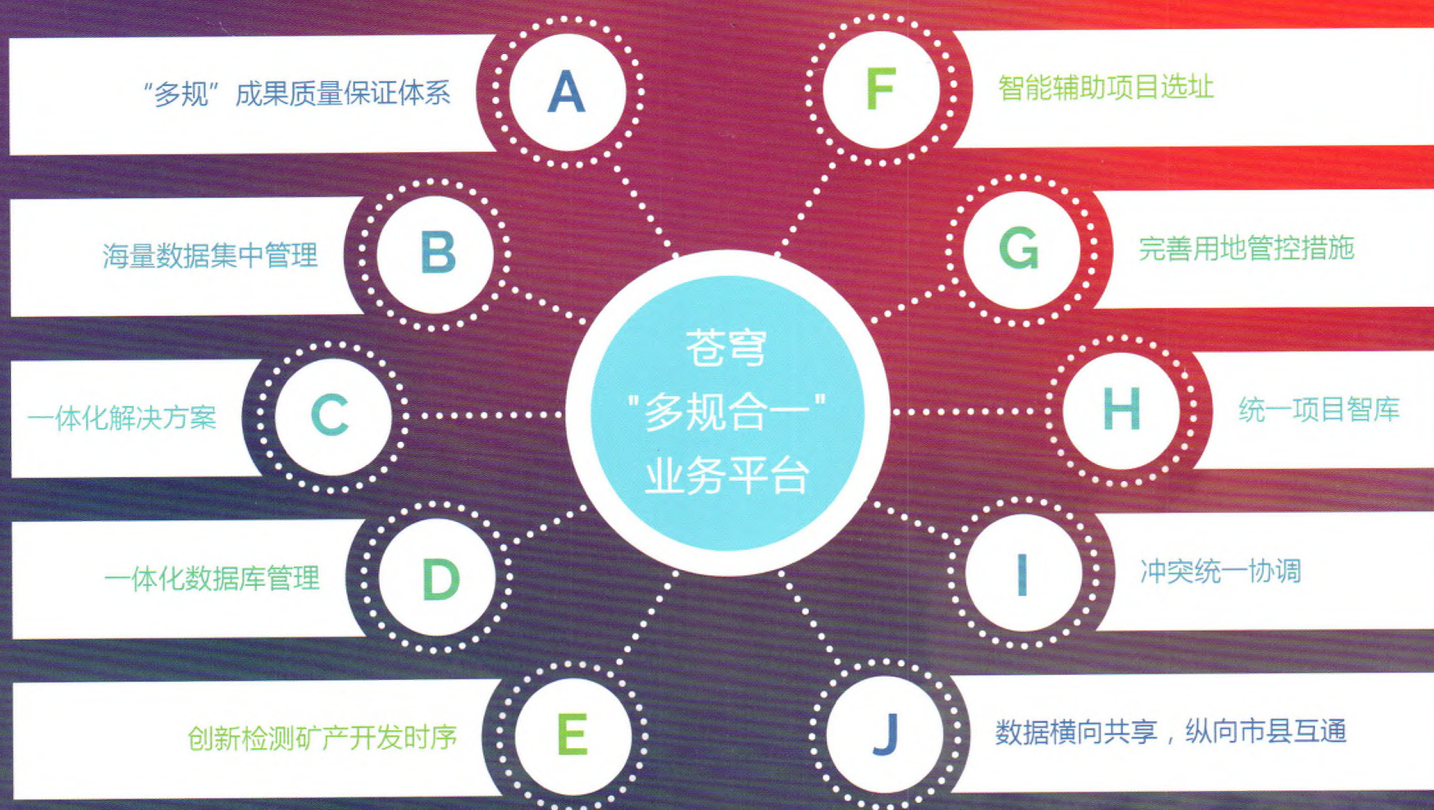 “多规”成果质量保证体系
A
海量数据集中管理
B
一体化解决方案
C
一体化数据库管理
D
创新检测矿产开发时序
E
苍穹
"多规合一"
业务平台
F
智能辅助项目选址
G
完善用地管控措施
H
统一项目智库
I
冲突统一协调
J
数据横向共享，纵向市县互通